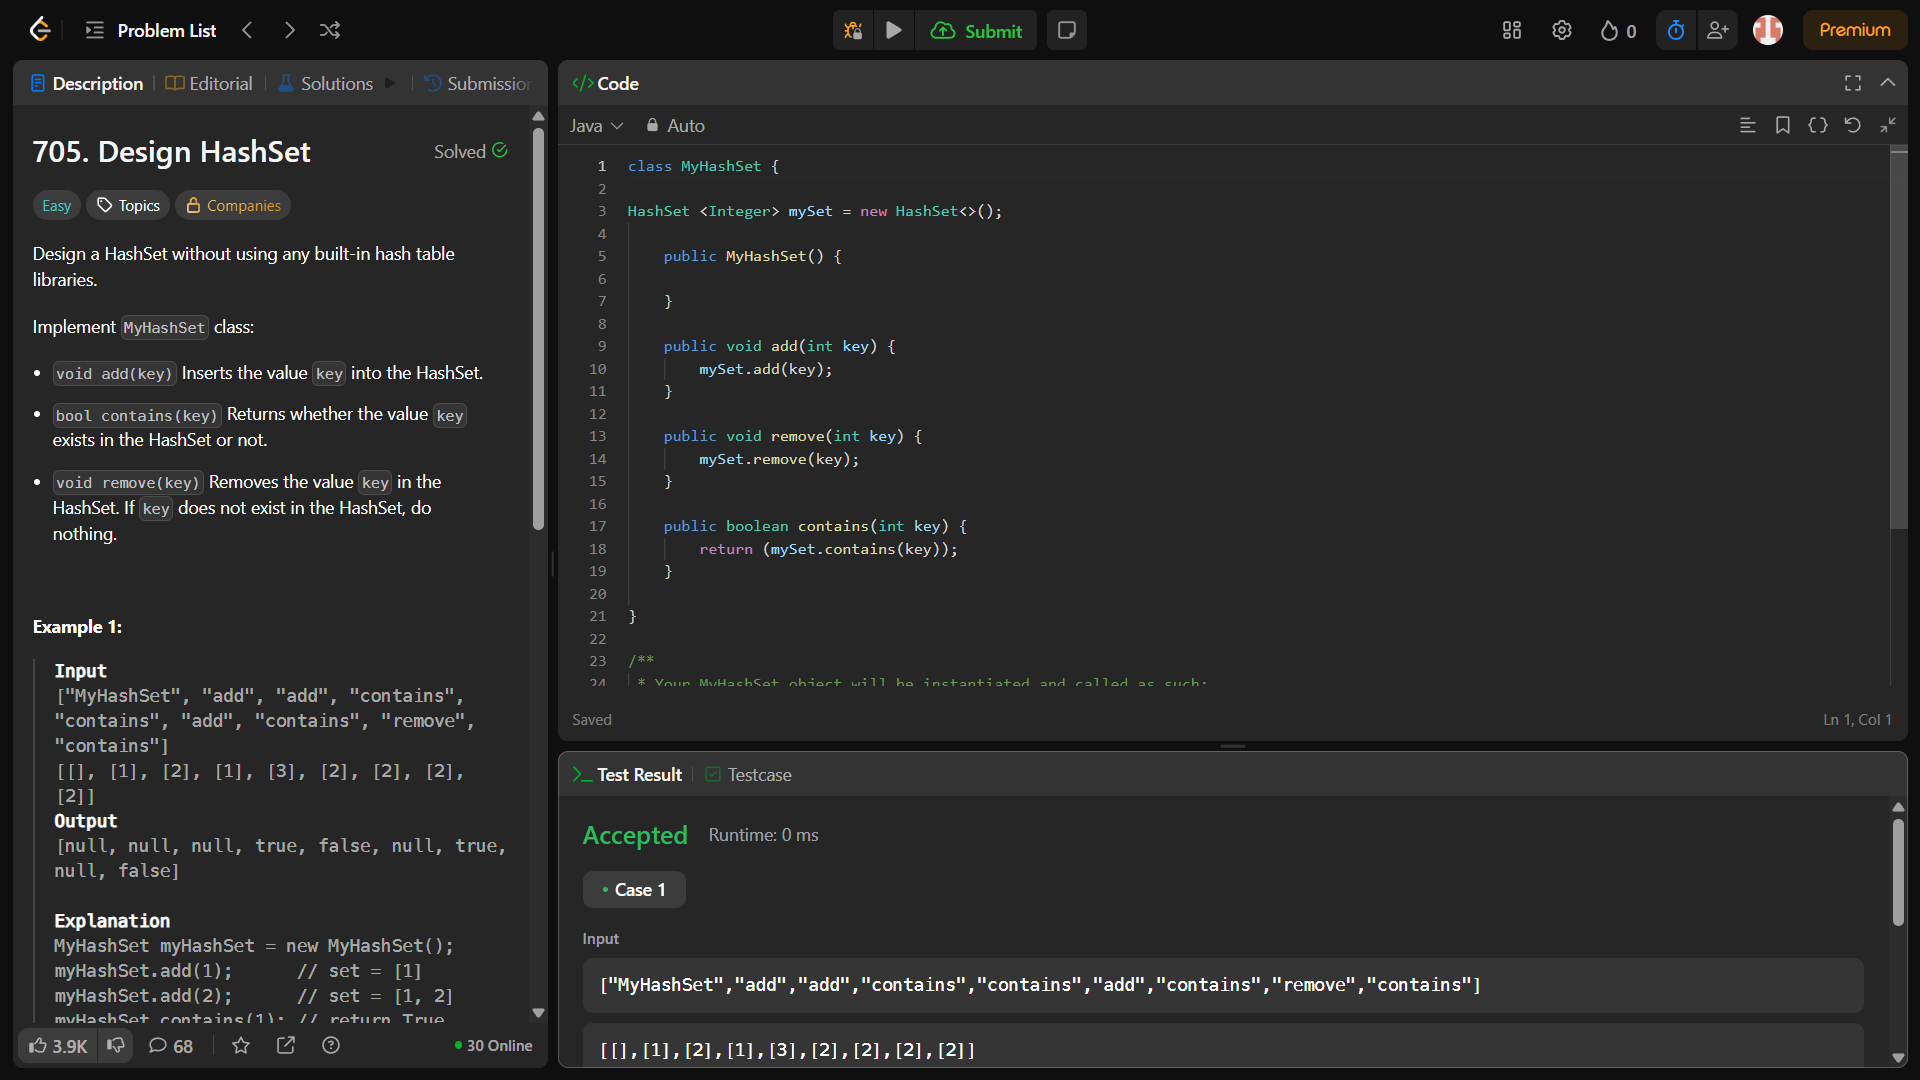 Problem List
Submit
0
Premium
Description
Editorial
Solutions
Submission
705. Design HashSet
Solved
Easy
Topics
Companies
Design a HashSet without using any built-in hash table
libraries.
Implement MyHashSet class:
• void add(key) Inserts the value key into the HashSet.
• bool contains(key) Returns whether the value key
exists in the HashSet or not.
• void remove(key) Removes the value key in the
HashSet. If key does not exist in the HashSet, do
nothing.
Example 1:
Input
["MyHashSet", "add", "add", "contains",
"contains", "add", "contains", "remove",
"contains"]
[[], [1], [2], [1], [3], [2], [2], [2],
[2]]
Output
[null, null, null, true, false, null, true,
null, false]
Explanation
MyHashSet myHashSet = new MyHashSet();
myHashSet.add(1);      // set = [1]
myHashSet.add(2);      // set = [1, 2]
myHashSet.contains(1); // return True
3.9K
68
30 Online
</> Code
Java
Auto
1 class MyHashSet {
2
3 HashSet <Integer> mySet = new HashSet<>();
4
5     public MyHashSet() {
6
7     }
8
9     public void add(int key) {
10         mySet.add(key);
11     }
12
13     public void remove(int key) {
14         mySet.remove(key);
15     }
16
17     public boolean contains(int key) {
18         return (mySet.contains(key));
19     }
20
21 }
22
23 /**
24  * Your MyHashSet object will be instantiated and called as such:
Saved
Ln 1, Col 1
Test Result
Testcase
Accepted
Runtime: 0 ms
• Case 1
Input
["MyHashSet","add","add","contains","contains","add","contains","remove","contains"]
[[],[1],[2],[1],[3],[2],[2],[2],[2]]